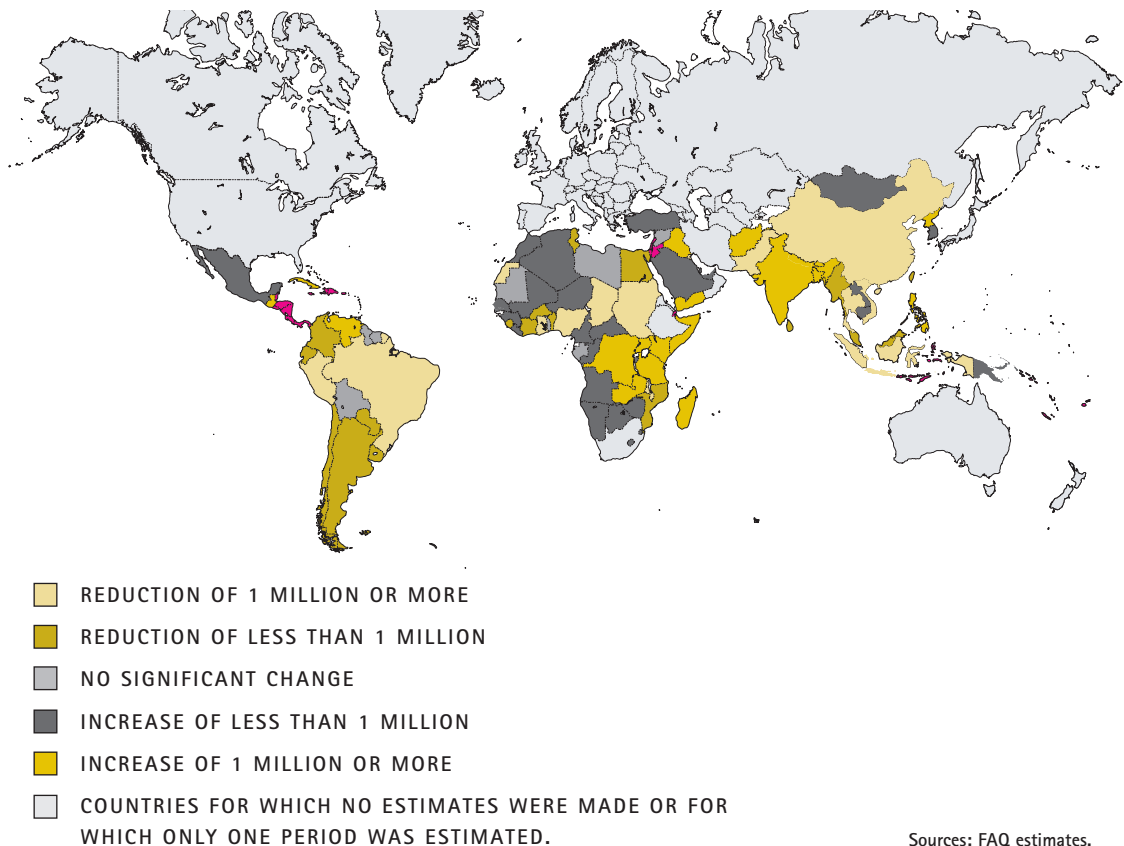 REDUCTION OF 1 MILLION OR MORE
REDUCTION OF LESS THAN 1 MILLION
NO SIGNIFICANT CHANGE
INCREASE OF LESS THAN 1 MILLION
INCREASE OF 1 MILLION OR MORE
COUNTRIES FOR WHICH NO ESTIMATES WERE MADE OR FOR
WHICH ONLY ONE PERIOD WAS ESTIMATED.
Sources: FAQ estimates.